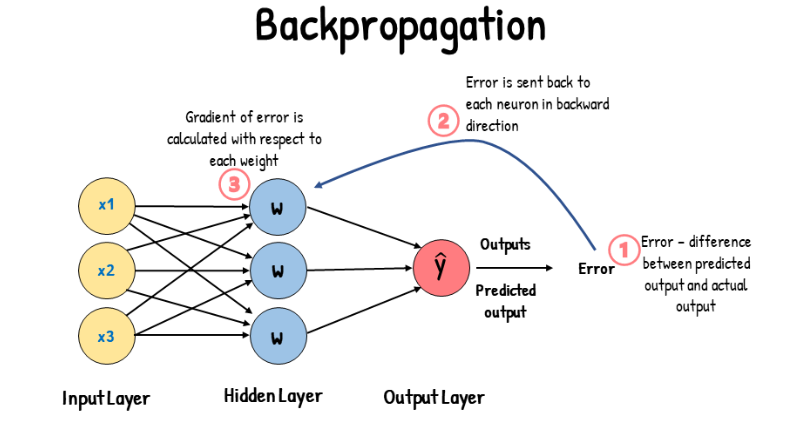 Backpropagation
Error is sent back to
each neuron in backward
direction
2
Gradient of error is
calculated with respect to
each weight
3
x1
x2
x3
w
w
w
ŷ
Outputs
Predicted
output
Error
1
Error - difference
between predicted
output and actual
output
Input Layer
Hidden Layer
Output Layer